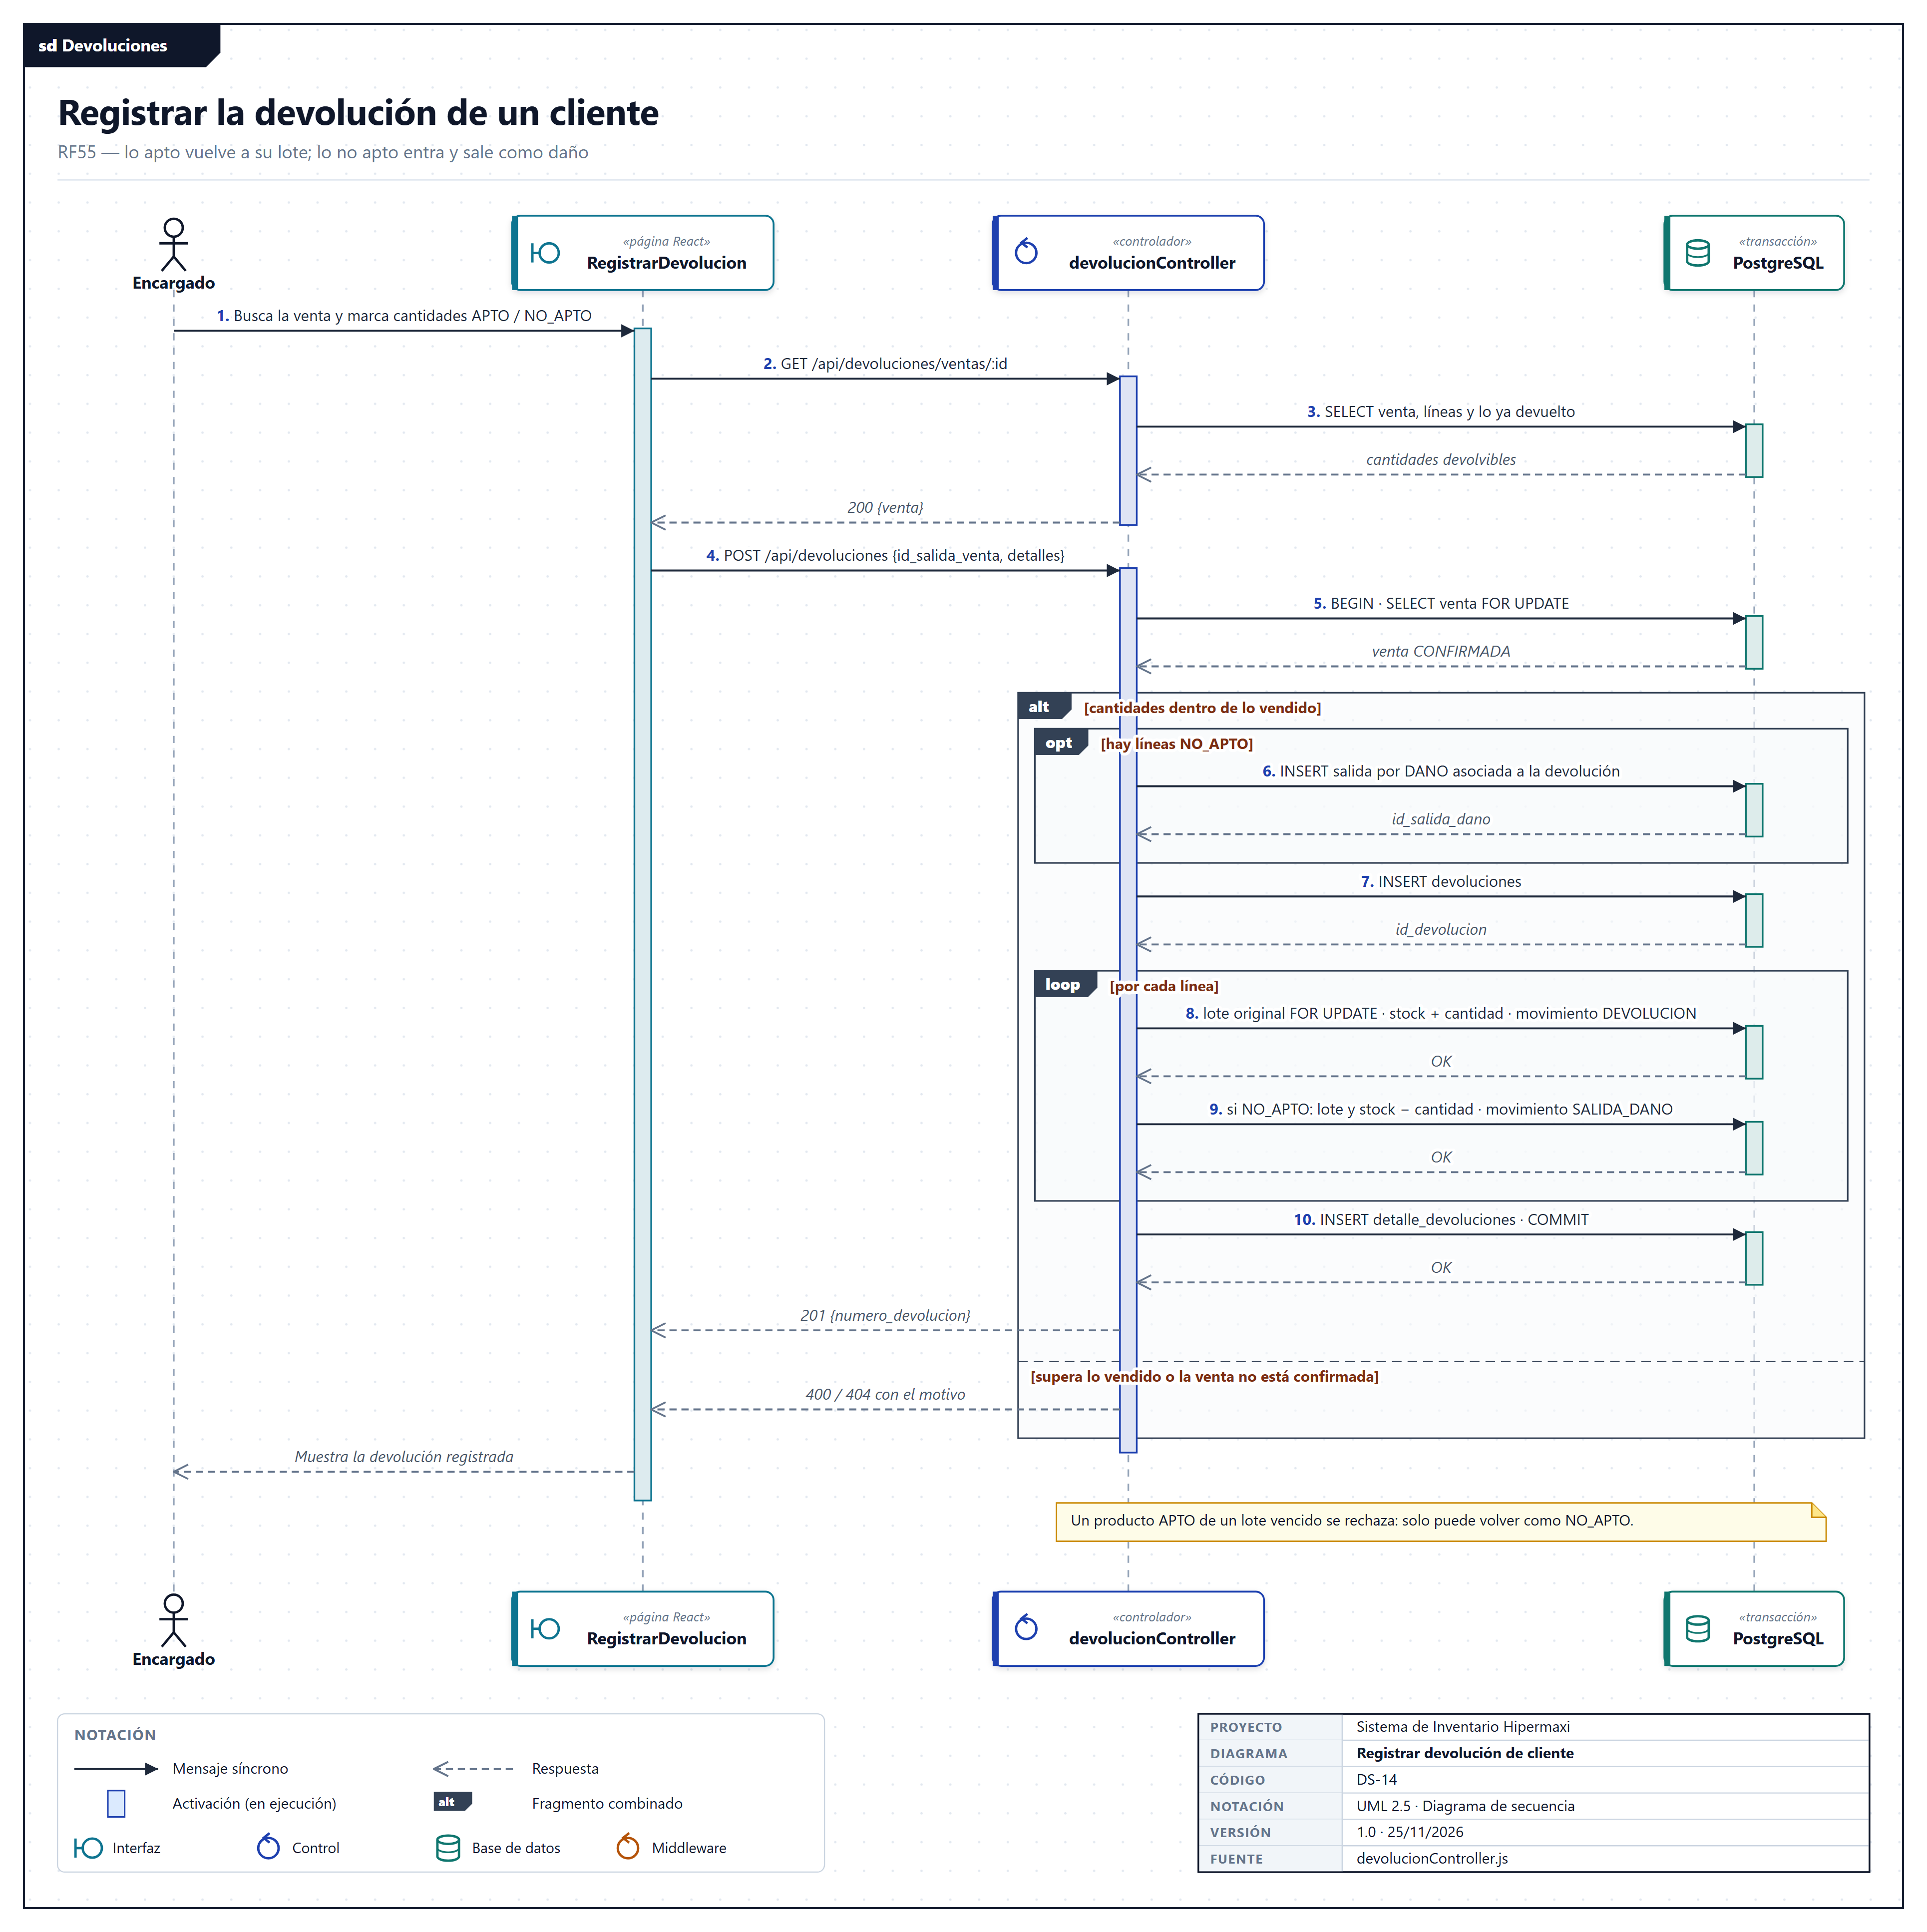 sd Devoluciones
Registrar la devolución de un cliente
RF55 — lo apto vuelve a su lote; lo no apto entra y sale como daño
Encargado
«página React»
RegistrarDevolucion
«controlador»
devolucionController
«transacción»
PostgreSQL
1. Busca la venta y marca cantidades APTO / NO_APTO
2. GET /api/devoluciones/ventas/:id
3. SELECT venta, líneas y lo ya devuelto
cantidades devolvibles
200 {venta}
4. POST /api/devoluciones {id_salida_venta, detalles}
5. BEGIN · SELECT venta FOR UPDATE
venta CONFIRMADA
alt [cantidades dentro de lo vendido]
opt [hay líneas NO_APTO]
6. INSERT salida por DANO asociada a la devolución
id_salida_dano
7. INSERT devoluciones
id_devolucion
loop [por cada línea]
8. lote original FOR UPDATE · stock + cantidad · movimiento DEVOLUCION
OK
9. si NO_APTO: lote y stock − cantidad · movimiento SALIDA_DANO
OK
10. INSERT detalle_devoluciones · COMMIT
OK
201 {numero_devolucion}
[supera lo vendido o la venta no está confirmada]
400 / 404 con el motivo
Muestra la devolución registrada
Un producto APTO de un lote vencido se rechaza: solo puede volver como NO_APTO.
Encargado
«página React»
RegistrarDevolucion
«controlador»
devolucionController
«transacción»
PostgreSQL
NOTACIÓN
Mensaje síncrono
Respuesta
Activación (en ejecución)
alt Fragmento combinado
Interfaz
Control
Base de datos
Middleware
PROYECTO Sistema de Inventario Hipermaxi
DIAGRAMA Registrar devolución de cliente
CÓDIGO DS-14
NOTACIÓN UML 2.5 · Diagrama de secuencia
VERSIÓN 1.0 · 25/11/2026
FUENTE devolucionController.js